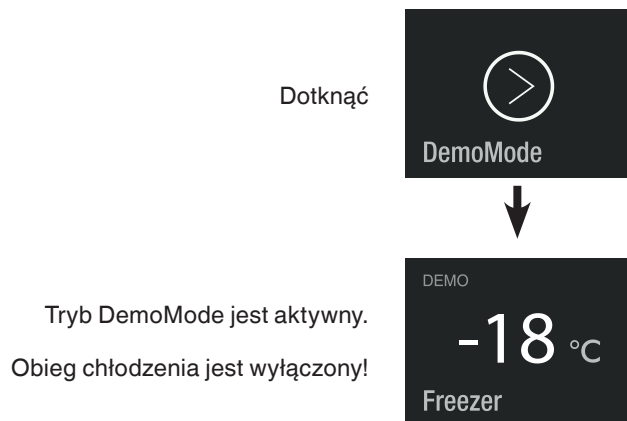 Dotknąć
DemoMode
DEMO
Tryb DemoMode jest aktywny.
-18 °C
Obieg chłodzenia jest wyłączony!
Freezer